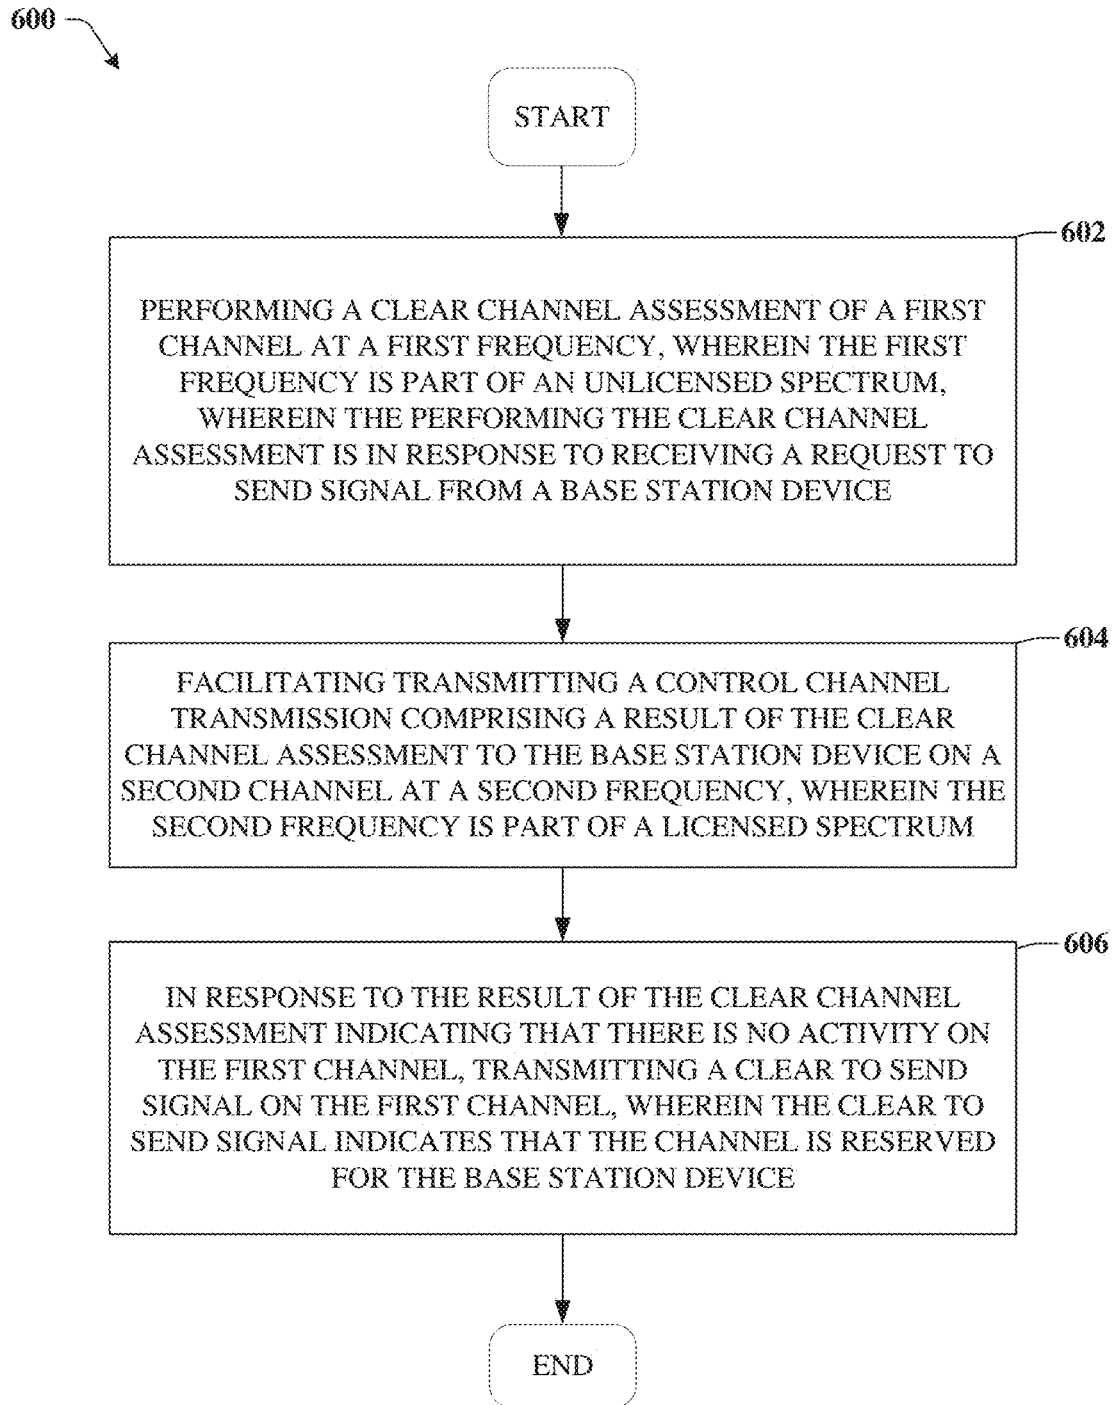 600
START
602
PERFORMING A CLEAR CHANNEL ASSESSMENT OF A FIRST
CHANNEL AT A FIRST FREQUENCY, WHEREIN THE FIRST
FREQUENCY IS PART OF AN UNLICENSED SPECTRUM,
WHEREIN THE PERFORMING THE CLEAR CHANNEL
ASSESSMENT IS IN RESPONSE TO RECEIVING A REQUEST TO
SEND SIGNAL FROM A BASE STATION DEVICE
604
FACILITATING TRANSMITTING A CONTROL CHANNEL
TRANSMISSION COMPRISING A RESULT OF THE CLEAR
CHANNEL ASSESSMENT TO THE BASE STATION DEVICE ON A
SECOND CHANNEL AT A SECOND FREQUENCY, WHEREIN THE
SECOND FREQUENCY IS PART OF A LICENSED SPECTRUM
606
IN RESPONSE TO THE RESULT OF THE CLEAR CHANNEL
ASSESSMENT INDICATING THAT THERE IS NO ACTIVITY ON
THE FIRST CHANNEL, TRANSMITTING A CLEAR TO SEND
SIGNAL ON THE FIRST CHANNEL, WHEREIN THE CLEAR TO
SEND SIGNAL INDICATES THAT THE CHANNEL IS RESERVED
FOR THE BASE STATION DEVICE
END